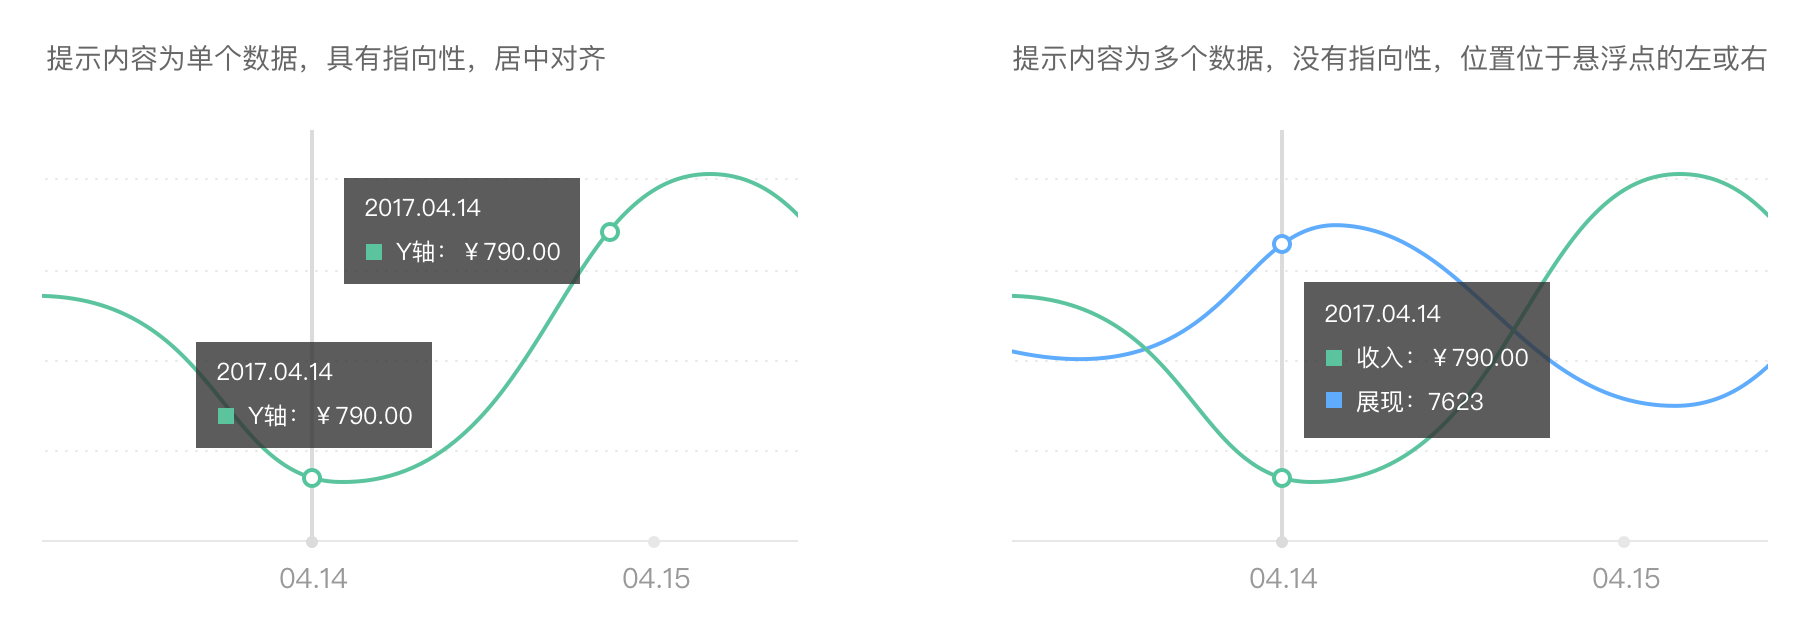 提示内容为单个数据，具有指向性，居中对齐
2017.04.14
Y轴： ¥ 790.00
2017.04.14
Y轴： ¥ 790.00
04.14
04.15
提示内容为多个数据，没有指向性，位置位于悬浮点的左或右
2017.04.14
收入： ¥ 790.00
展现：7623
04.14
04.15